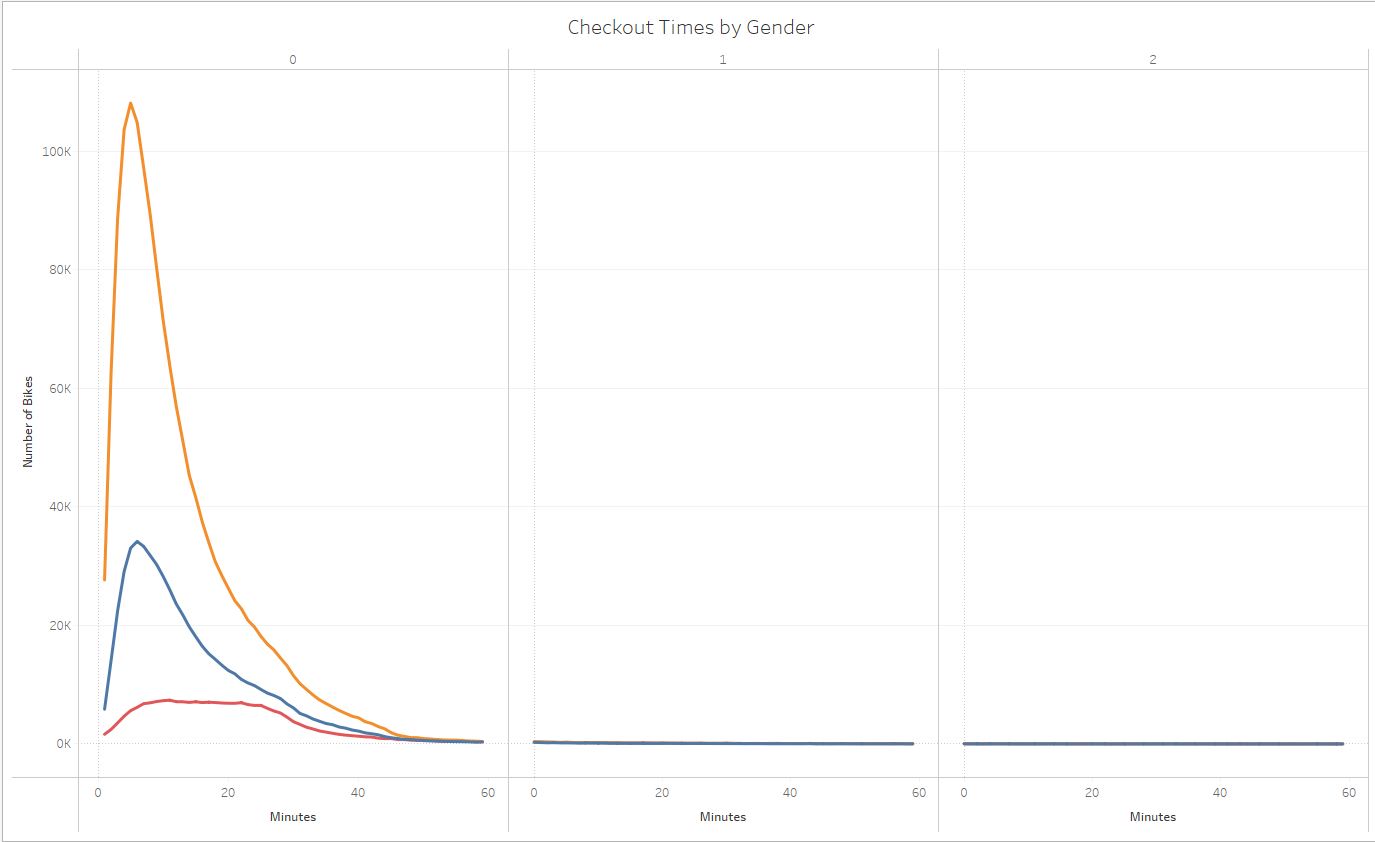 Checkout Times by Gender
0 1 2
100K
80K
60K
40K
20K
0K
Number of Bikes
0 20 40 60 0 20 40 60 0 20 40 60
Minutes Minutes Minutes